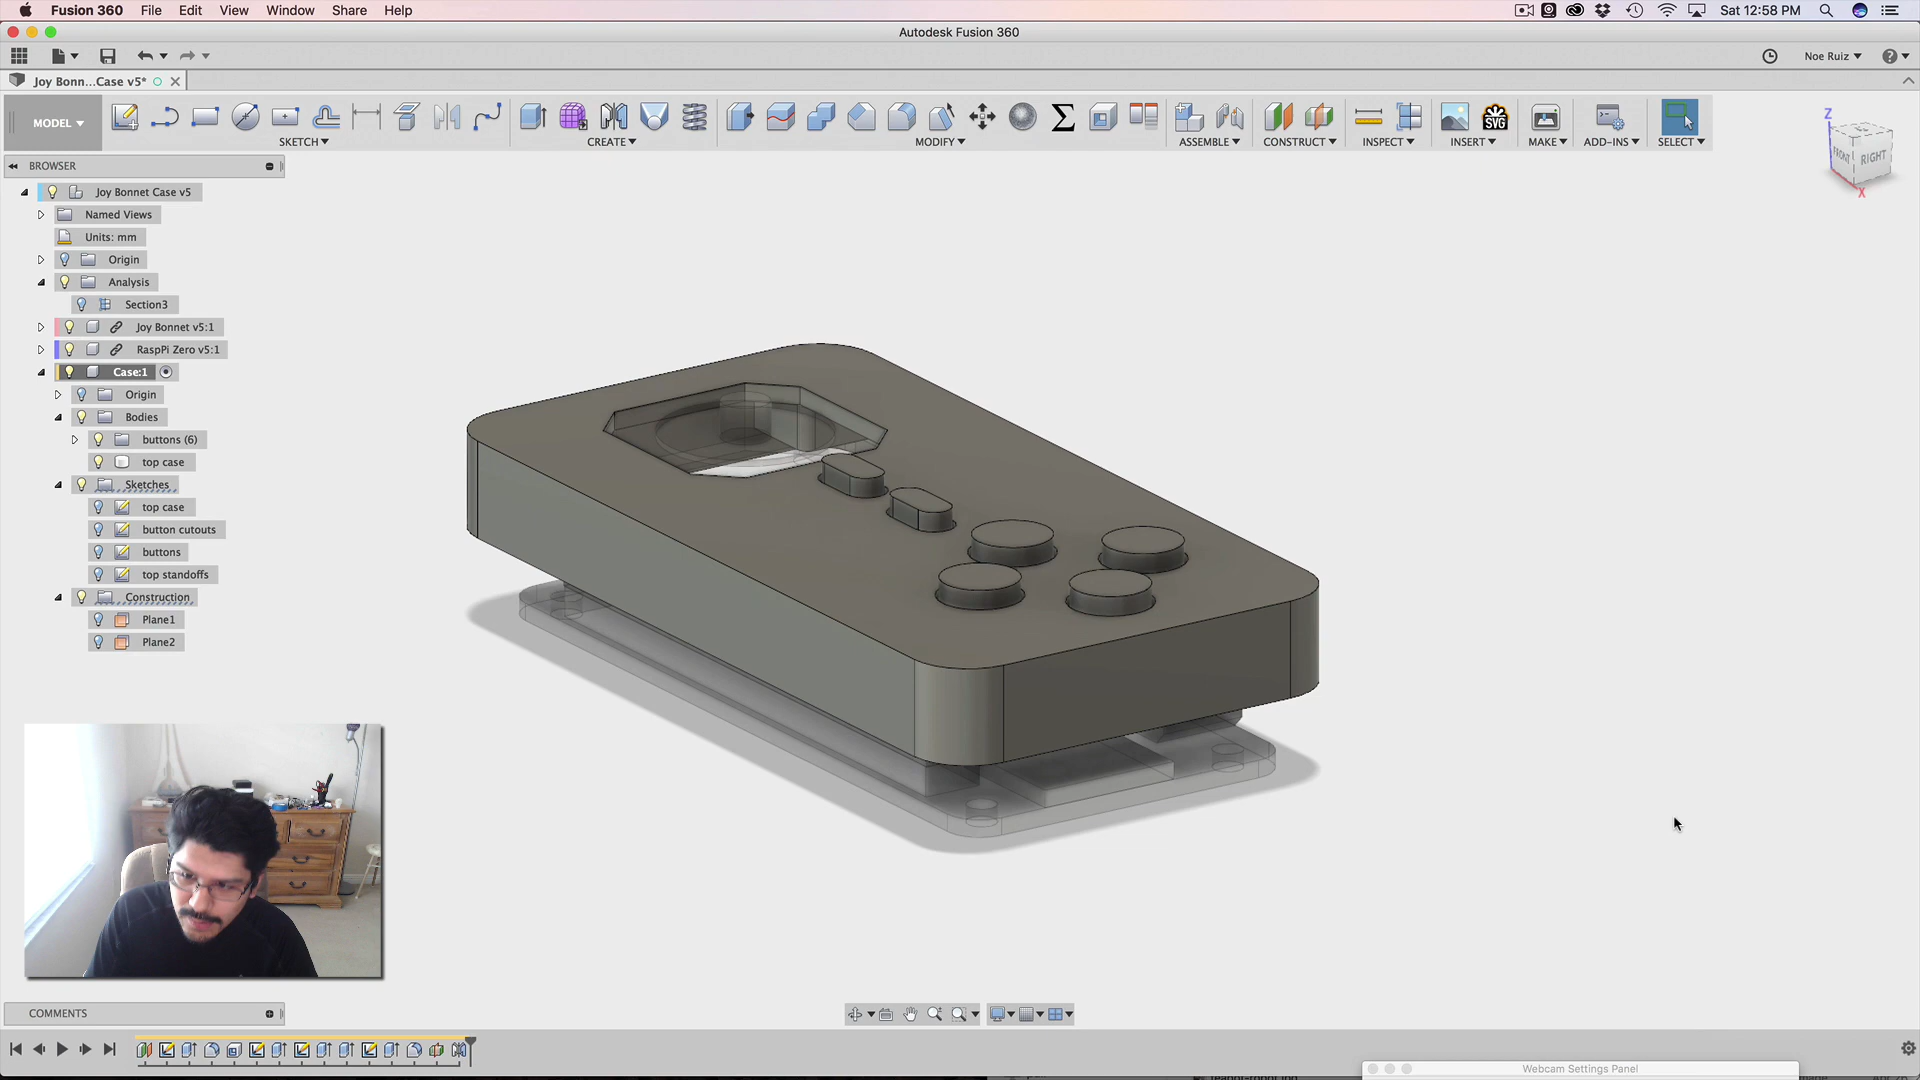 Fusion 360 File Edit View Window Share Help
Sat 12:58 PM
Autodesk Fusion 360
Noe Ruiz
Joy Bonn...Case v5*
MODEL
SKETCH CREATE MODIFY ASSEMBLE CONSTRUCT INSPECT INSERT MAKE ADD-INS SELECT
SVG
Z
FRONT RIGHT
X
BROWSER
Joy Bonnet Case v5
Named Views
Units: mm
Origin
Analysis
Section3
Joy Bonnet v5:1
RaspPi Zero v5:1
Case:1
Origin
Bodies
buttons (6)
top case
Sketches
top case
button cutouts
buttons
top standoffs
Construction
Plane1
Plane2
COMMENTS
Webcam Settings Panel